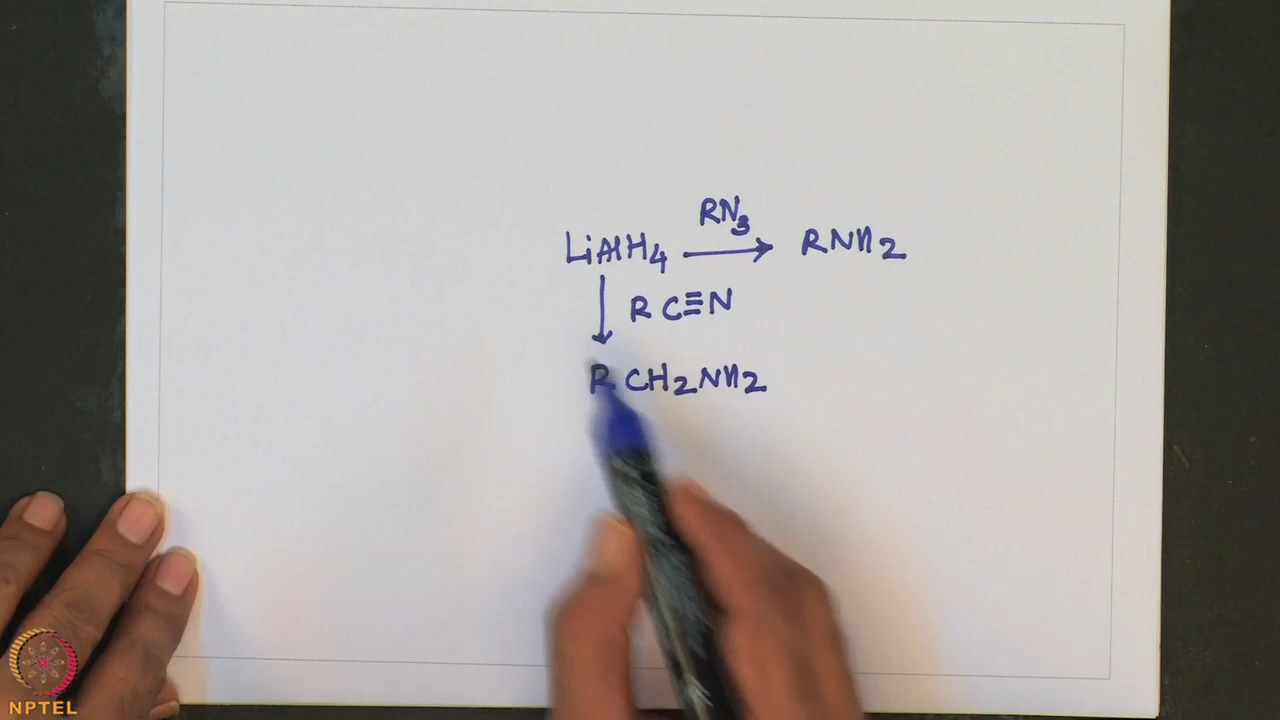 RN₃
LiAlH₄ → RNH₂
↓ RC≡N
RCH₂NH₂
NPTEL